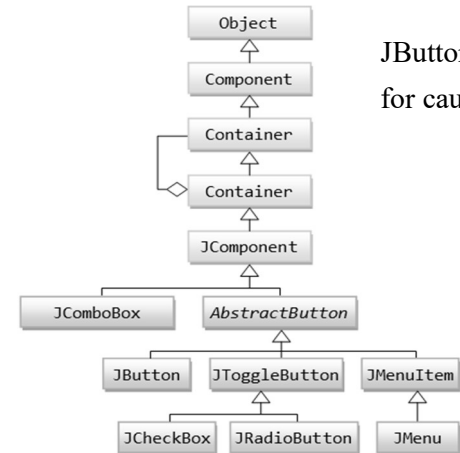 Object
JButton
for cau
Component
Container
Container
JComponent
JComboBox AbstractButton
JButton JToggleButton JMenuItem
JCheckBox JRadioButton JMenu